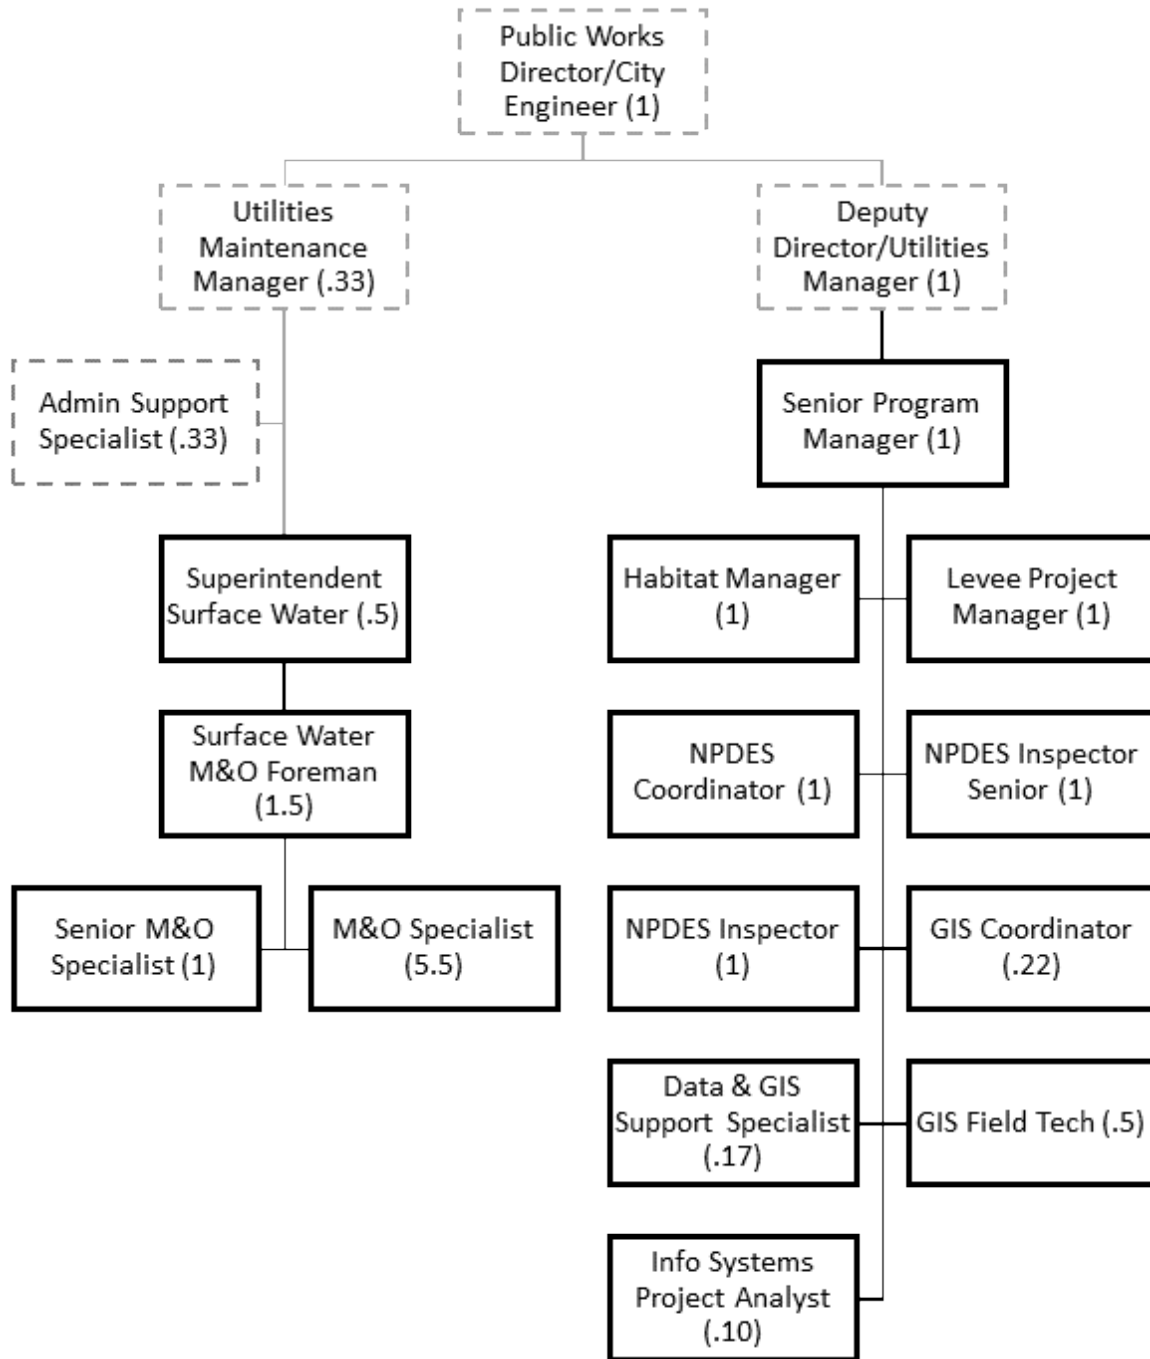 Public Works
Director/City
Engineer (1)
Utilities
Maintenance
Manager (.33)
Deputy
Director/Utilities
Manager (1)
Admin Support
Specialist (.33)
Senior Program
Manager (1)
Superintendent
Surface Water (.5)
Habitat Manager
(1)
Levee Project
Manager (1)
Surface Water
M&O Foreman
(1.5)
NPDES
Coordinator (1)
NPDES Inspector
Senior (1)
Senior M&O
Specialist (1)
M&O Specialist
(5.5)
NPDES Inspector
(1)
GIS Coordinator
(.22)
Data & GIS
Support Specialist
(.17)
GIS Field Tech (.5)
Info Systems
Project Analyst
(.10)